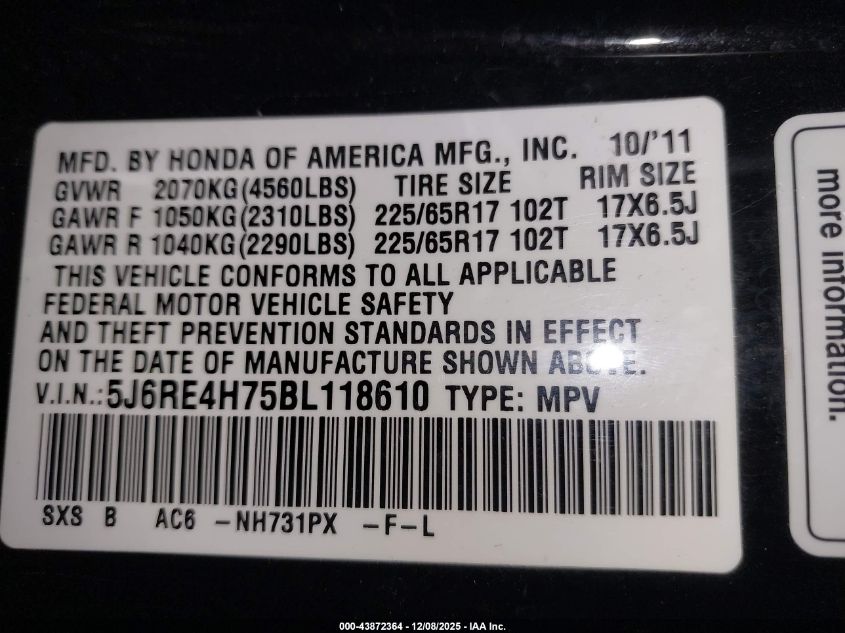 MFD. BY HONDA OF AMERICA MFG., INC. 10/'11
GVWR 2070KG(4560LBS) TIRE SIZE RIM SIZE
GAWR F 1050KG(2310LBS) 225/65R17 102T 17X6.5J
GAWR R 1040KG(2290LBS) 225/65R17 102T 17X6.5J
THIS VEHICLE CONFORMS TO ALL APPLICABLE
FEDERAL MOTOR VEHICLE SAFETY
AND THEFT PREVENTION STANDARDS IN EFFECT
ON THE DATE OF MANUFACTURE SHOWN ABOVE.
V.I.N.:5J6RE4H75BL118610 TYPE: MPV
SXS B AC6 -NH731PX -F-L
more information.
000-43872364 - 12/08/2025 - IAA Inc.